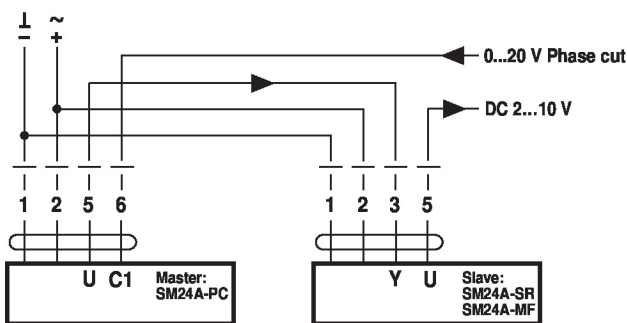 ⊥ ~
– +
0...20 V Phase cut
DC 2...10 V
1 2 5 6 1 2 3 5
U C1 Master: Y U Slave:
SM24A-PC SM24A-SR
SM24A-MF